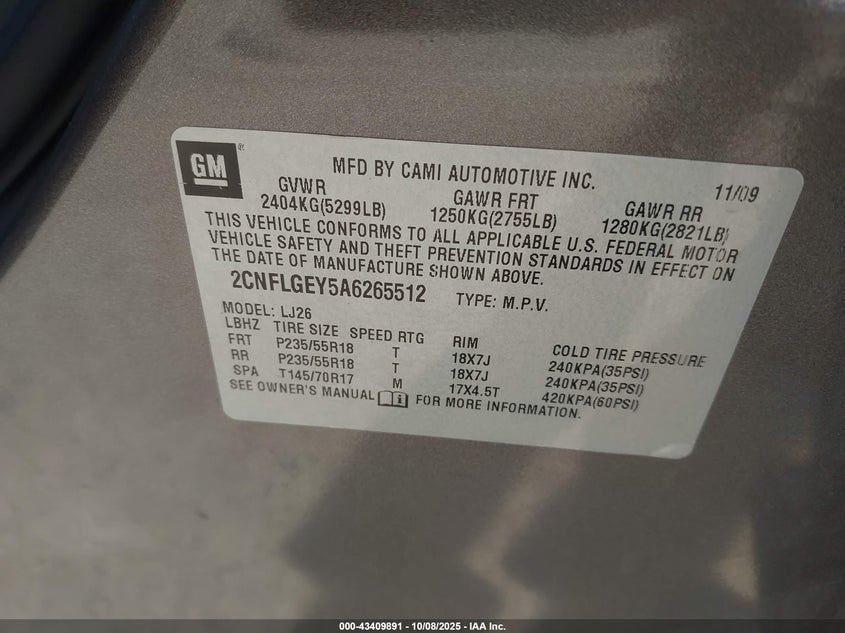 GM ®
MFD BY CAMI AUTOMOTIVE INC. 11/09
GVWR GAWR FRT GAWR RR
2404KG(5299LB) 1250KG(2755LB) 1280KG(2821LB)
THIS VEHICLE CONFORMS TO ALL APPLICABLE U.S. FEDERAL MOTOR
VEHICLE SAFETY AND THEFT PREVENTION STANDARDS IN EFFECT ON
THE DATE OF MANUFACTURE SHOWN ABOVE.
2CNFLGEY5A6265512 TYPE: M.P.V.
MODEL: LJ26
LBHZ TIRE SIZE SPEED RTG RIM COLD TIRE PRESSURE
FRT P235/55R18 T 18X7J 240KPA(35PSI)
RR P235/55R18 T 18X7J 240KPA(35PSI)
SPA T145/70R17 M 17X4.5T 420KPA(60PSI)
SEE OWNER'S MANUAL FOR MORE INFORMATION.
000-43409891 - 10/08/2025 - IAA Inc.